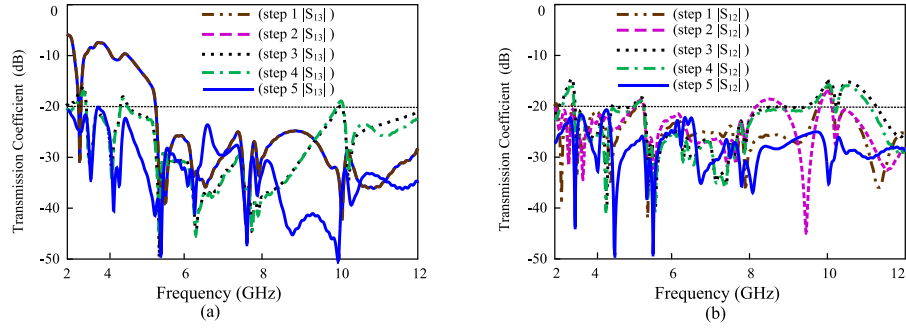 0
-10
-20
-30
-40
-50
2
4
6
8
10
12
Transmission Coefficient (dB)
Frequency (GHz)
(step 1 |S13| )
(step 2 |S13| )
(step 3 |S13| )
(step 4 |S13| )
(step 5 |S13| )
(a)
0
-10
-20
-30
-40
-50
2
4
6
8
10
12
Transmission Coefficient (dB)
Frequency (GHz)
(step 1 |S12| )
(step 2 |S12| )
(step 3 |S12| )
(step 4 |S12| )
(step 5 |S12| )
(b)